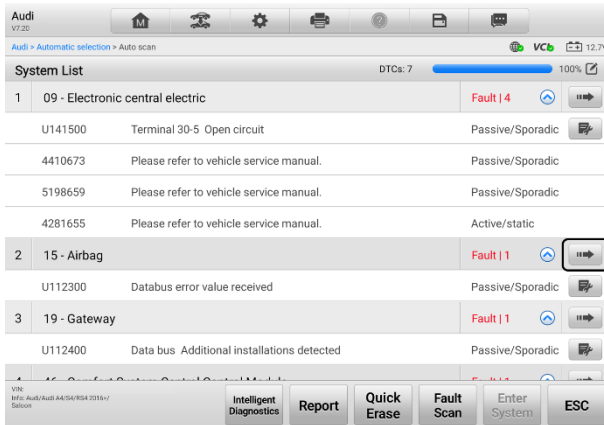 Audi
V7.20
M
?
Audi > Automatic selection > Auto scan
VCI
12.7V
System List
DTCs: 7
100%
1 09 - Electronic central electric Fault | 4
U141500 Terminal 30-5 Open circuit Passive/Sporadic
4410673 Please refer to vehicle service manual. Passive/Sporadic
5198659 Please refer to vehicle service manual. Passive/Sporadic
4281655 Please refer to vehicle service manual. Active/static
2 15 - Airbag Fault | 1
U112300 Databus error value received Passive/Sporadic
3 19 - Gateway Fault | 1
U112400 Data bus Additional installations detected Passive/Sporadic
VIN:
Info: Audi/Audi A4/S4/RS4 2016+/
Saloon
Intelligent
Diagnostics
Report
Quick
Erase
Fault
Scan
Enter
System
ESC